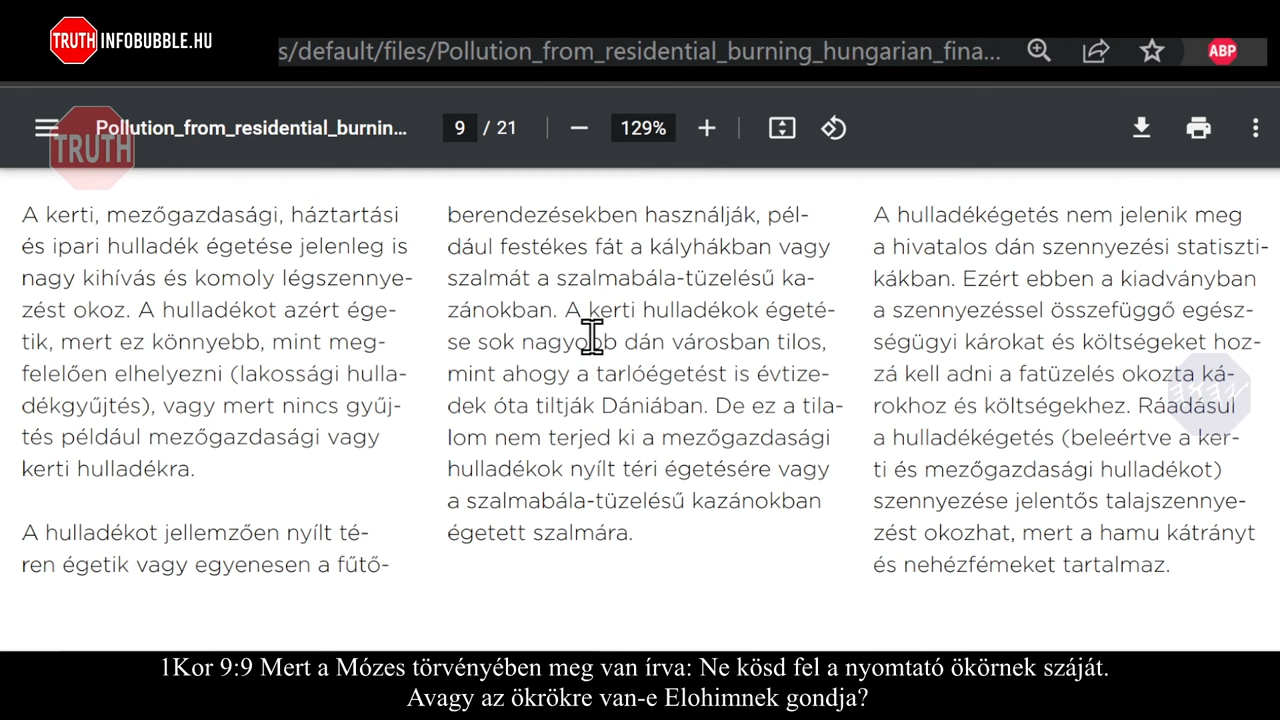 TRUTH INFOBUBBLE.HU
s/default/files/Pollution_from_residential_burning_hungarian_fina...
ABP
Pollution_from_residential_burnin...
9 / 21
129%
TRUTH
A kerti, mezőgazdasági, háztartási
és ipari hulladék égetése jelenleg is
nagy kihívás és komoly légszennye-
zést okoz. A hulladékot azért ége-
tik, mert ez könnyebb, mint meg-
felelően elhelyezni (lakossági hulla-
dékgyűjtés), vagy mert nincs gyűj-
tés például mezőgazdasági vagy
kerti hulladékra.
A hulladékot jellemzően nyílt té-
ren égetik vagy egyenesen a fűtő-
berendezésekben használják, pél-
dául festékes fát a kályhákban vagy
szalmát a szalmabála-tüzelésű ka-
zánokban. A kerti hulladékok égeté-
se sok nagyobb dán városban tilos,
mint ahogy a tarlóégetést is évtize-
dek óta tiltják Dániában. De ez a tila-
lom nem terjed ki a mezőgazdasági
hulladékok nyílt téri égetésére vagy
a szalmabála-tüzelésű kazánokban
égetett szalmára.
A hulladékégetés nem jelenik meg
a hivatalos dán szennyezési statiszti-
kákban. Ezért ebben a kiadványban
a szennyezéssel összefüggő egész-
ségügyi károkat és költségeket hoz-
zá kell adni a fatüzelés okozta ká-
rokhoz és költségekhez. Ráadásul
a hulladékégetés (beleértve a ker-
ti és mezőgazdasági hulladékot)
szennyezése jelentős talajszennye-
zést okozhat, mert a hamu kátrányt
és nehézfémeket tartalmaz.
1Kor 9:9 Mert a Mózes törvényében meg van írva: Ne kösd fel a nyomtató ökörnek száját.
Avagy az ökrökre van-e Elohimnek gondja?